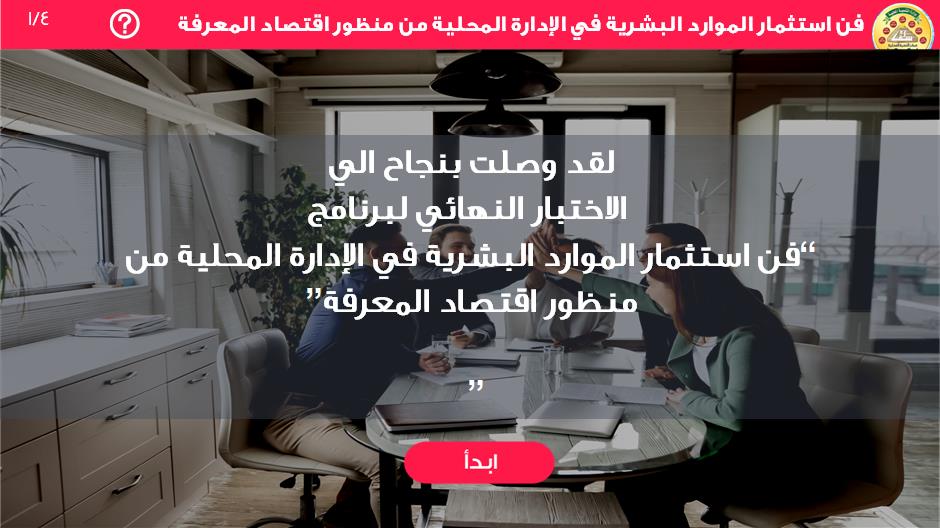 فن استثمار الموارد البشرية في الإدارة المحلية من منظور اقتصاد المعرفة
?
١/٤
لقد وصلت بنجاح الي
الاختبار النهائي لبرنامج
“فن استثمار الموارد البشرية في الإدارة المحلية من
منظور اقتصاد المعرفة”
”
ابدأ